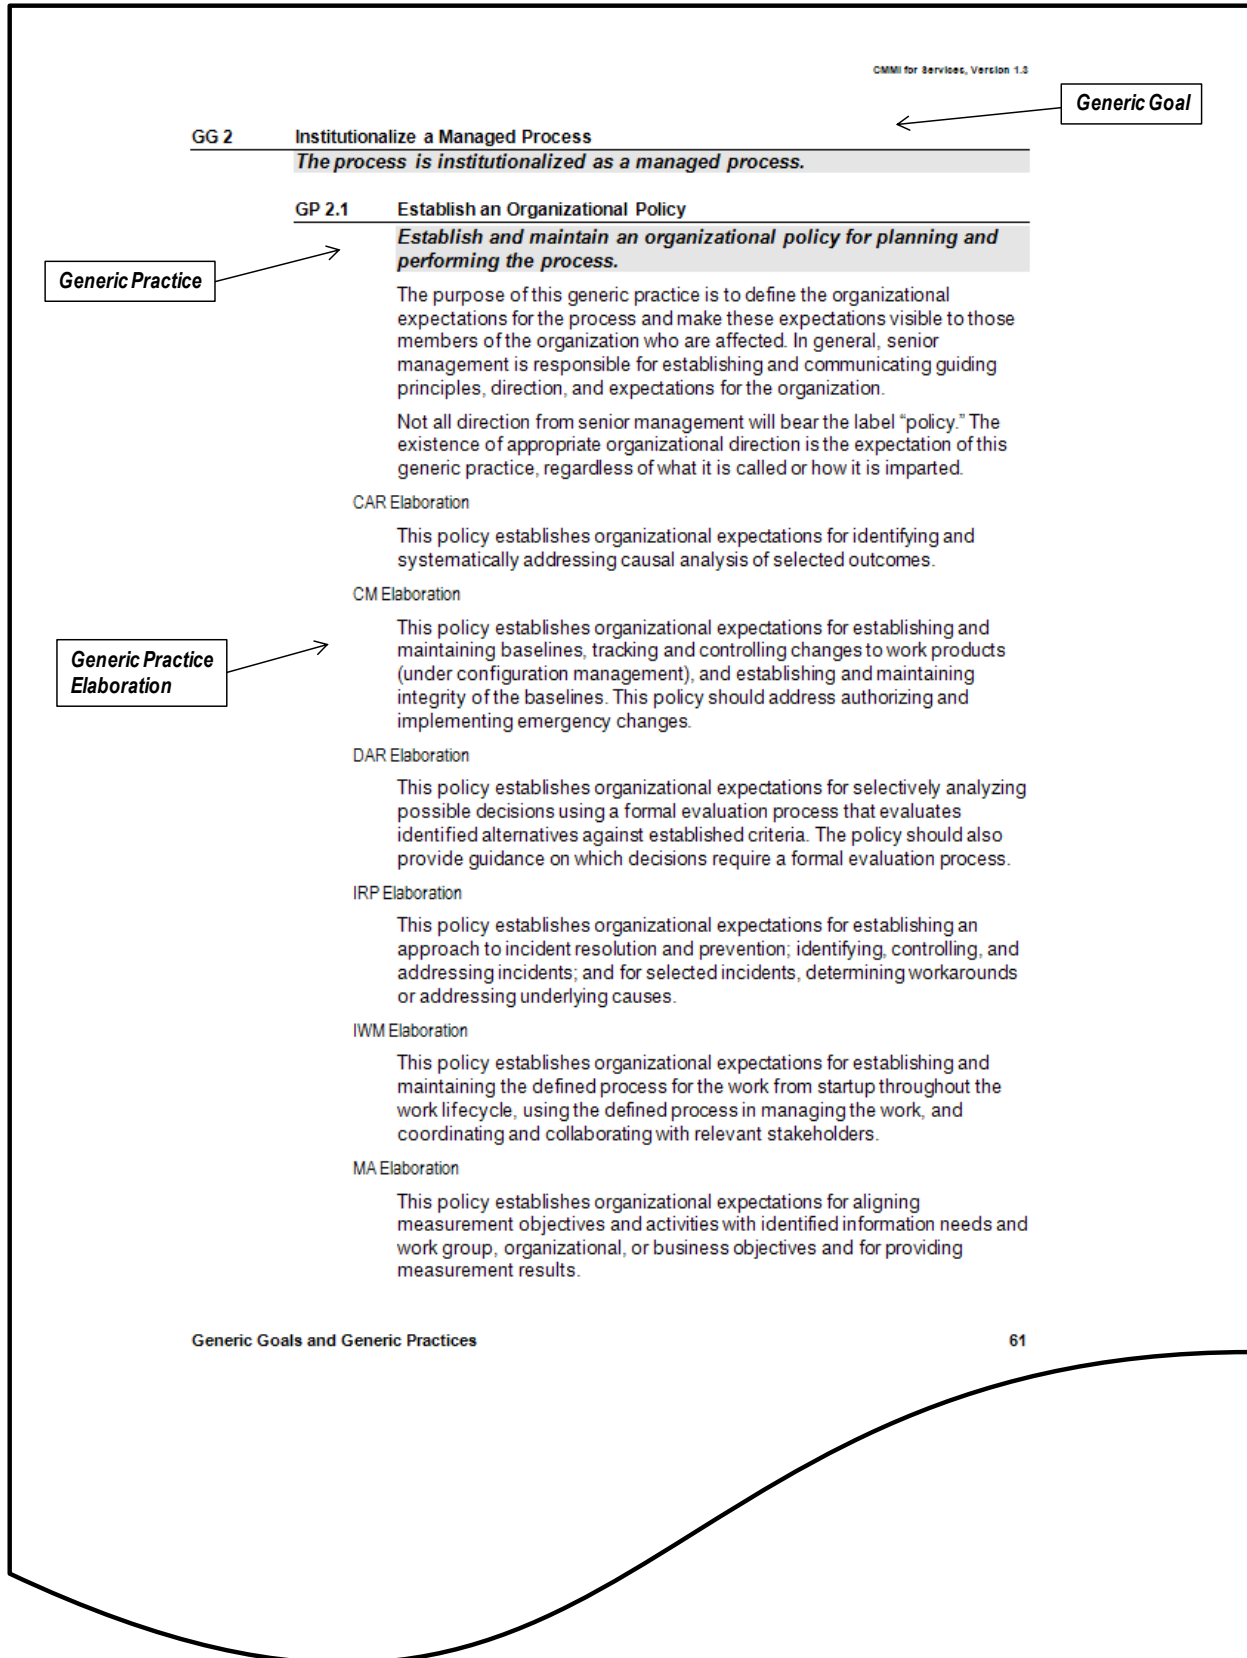 CMMI for Services, Version 1.3
Generic Goal
GG 2 Institutionalize a Managed Process
The process is institutionalized as a managed process.
GP 2.1 Establish an Organizational Policy
Establish and maintain an organizational policy for planning and
performing the process.
Generic Practice
The purpose of this generic practice is to define the organizational
expectations for the process and make these expectations visible to those
members of the organization who are affected. In general, senior
management is responsible for establishing and communicating guiding
principles, direction, and expectations for the organization.
Not all direction from senior management will bear the label “policy.” The
existence of appropriate organizational direction is the expectation of this
generic practice, regardless of what it is called or how it is imparted.
CAR Elaboration
This policy establishes organizational expectations for identifying and
systematically addressing causal analysis of selected outcomes.
CM Elaboration
This policy establishes organizational expectations for establishing and
maintaining baselines, tracking and controlling changes to work products
(under configuration management), and establishing and maintaining
integrity of the baselines. This policy should address authorizing and
implementing emergency changes.
Generic Practice
Elaboration
DAR Elaboration
This policy establishes organizational expectations for selectively analyzing
possible decisions using a formal evaluation process that evaluates
identified alternatives against established criteria. The policy should also
provide guidance on which decisions require a formal evaluation process.
IRP Elaboration
This policy establishes organizational expectations for establishing an
approach to incident resolution and prevention; identifying, controlling, and
addressing incidents; and for selected incidents, determining workarounds
or addressing underlying causes.
IWM Elaboration
This policy establishes organizational expectations for establishing and
maintaining the defined process for the work from startup throughout the
work lifecycle, using the defined process in managing the work, and
coordinating and collaborating with relevant stakeholders.
MA Elaboration
This policy establishes organizational expectations for aligning
measurement objectives and activities with identified information needs and
work group, organizational, or business objectives and for providing
measurement results.
Generic Goals and Generic Practices 61